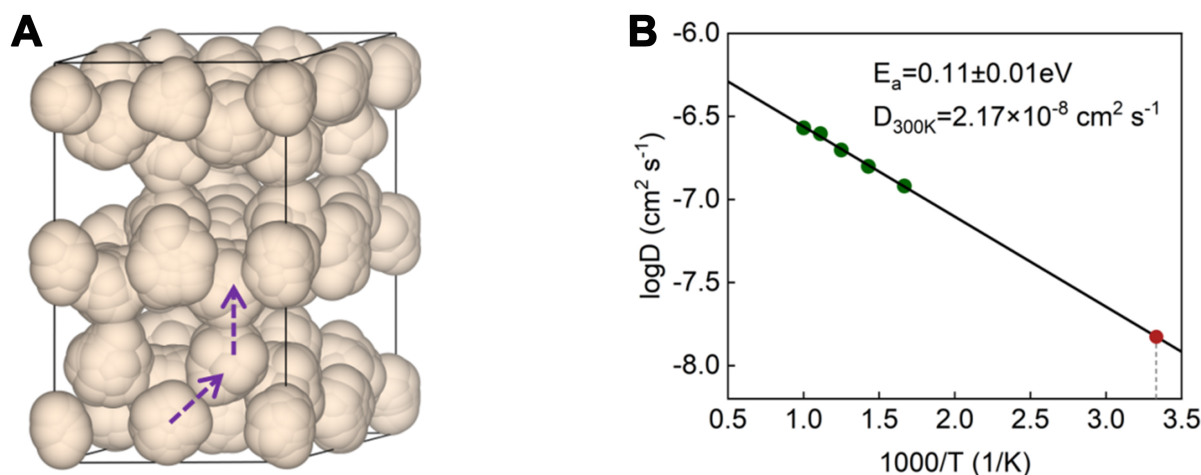 A
B
-6.0
-6.5
-7.0
-7.5
-8.0
logD (cm² s⁻¹)
Eₐ=0.11±0.01eV
D₃₀₀K=2.17×10⁻⁸ cm² s⁻¹
0.5 1.0 1.5 2.0 2.5 3.0 3.5
1000/T (1/K)